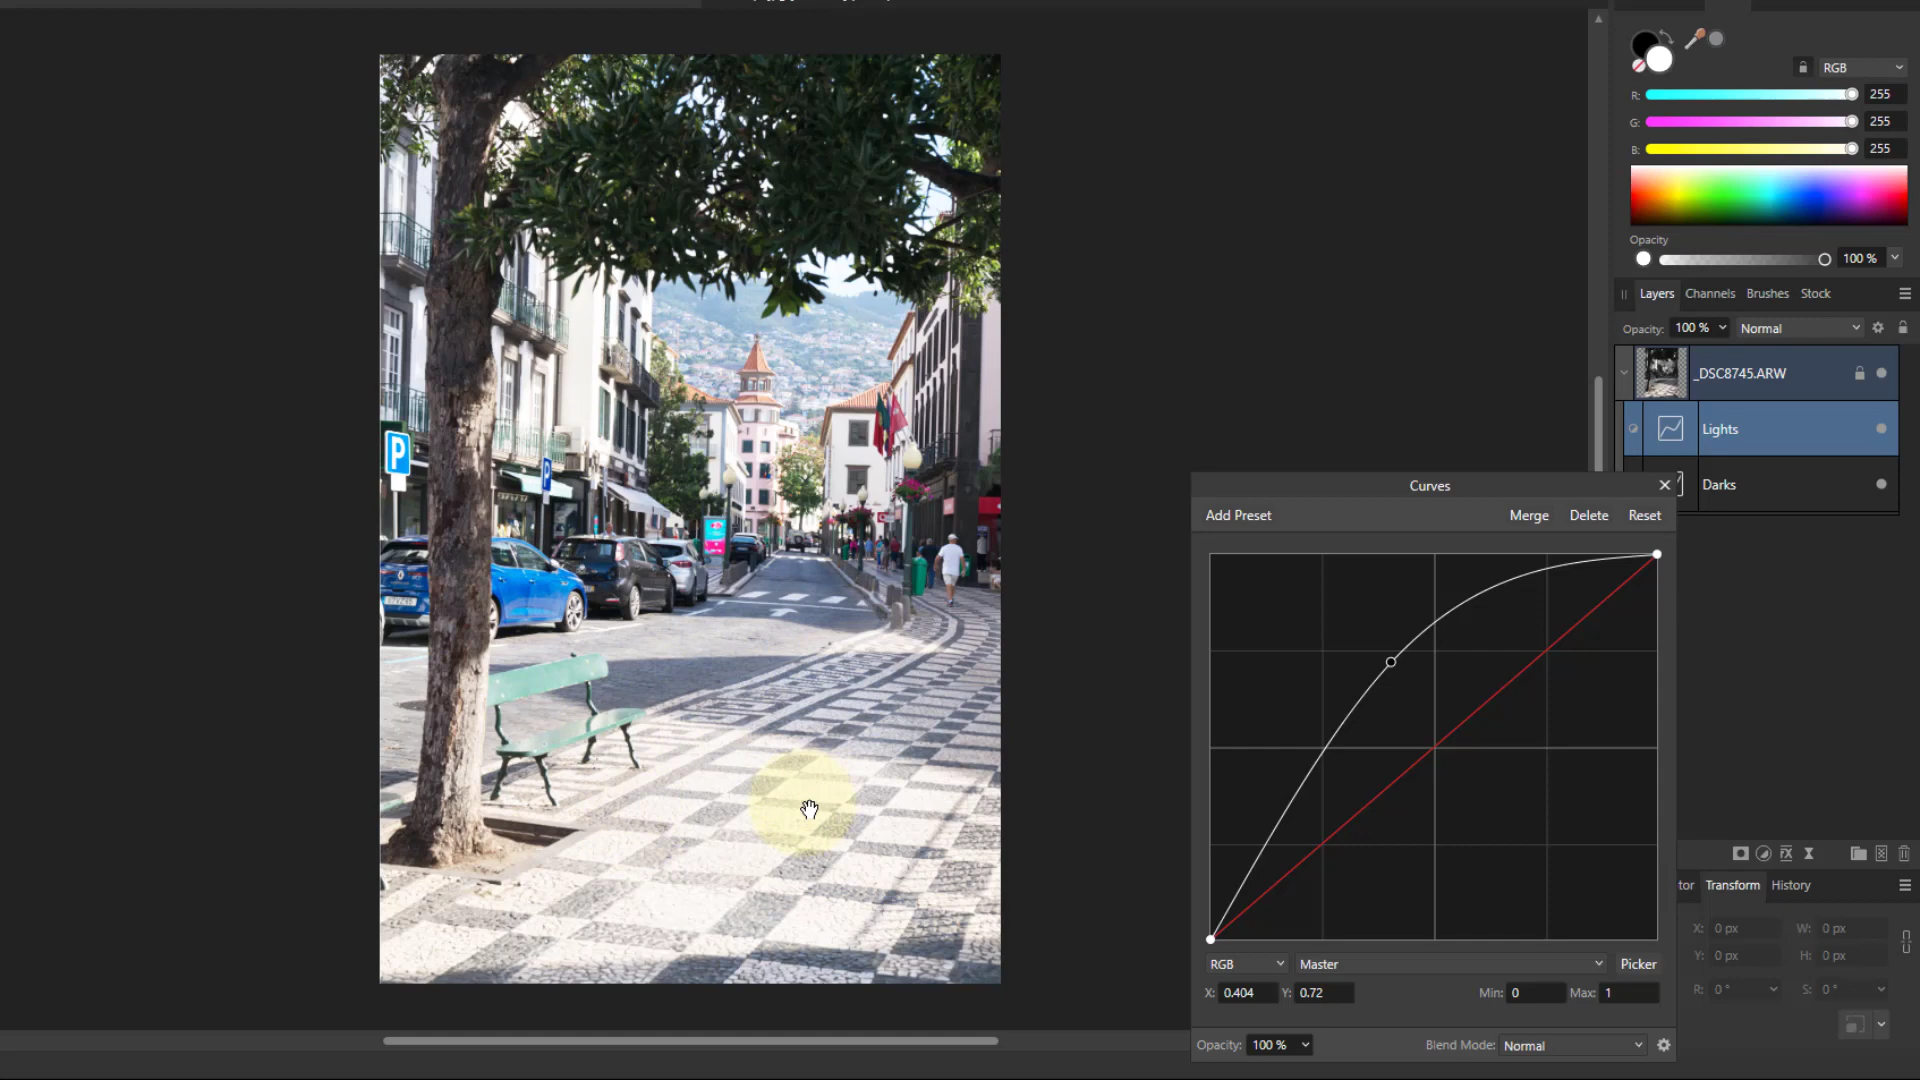 RGB
R: 255
G: 255
B: 255
Opacity
100 %
Layers Channels Brushes Stock
Opacity: 100 % Normal
_DSC8745.ARW
Lights
Darks
Curves
Add Preset Merge Delete Reset
RGB Master Picker
X: 0.404 Y: 0.72 Min: 0 Max: 1
Opacity: 100 % Blend Mode: Normal
tor Transform History
X: 0 px W: 0 px
Y: 0 px H: 0 px
R: 0 ° S: 0 °
P
P